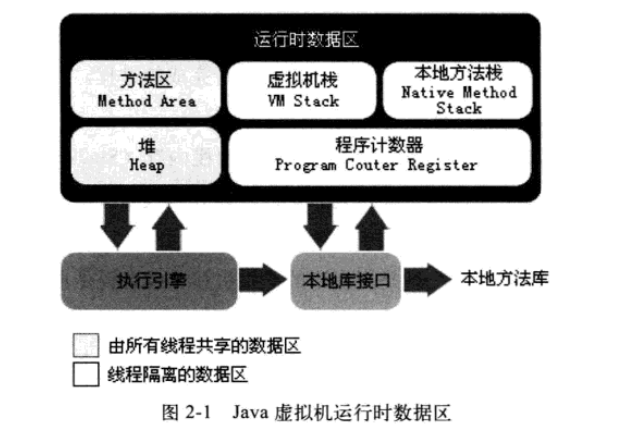 运行时数据区
方法区
Method Area
虚拟机栈
VM Stack
本地方法栈
Native Method
Stack
堆
Heap
程序计数器
Program Couter Register
执行引擎
本地库接口
本地方法库
由所有线程共享的数据区
线程隔离的数据区
图 2-1 Java 虚拟机运行时数据区